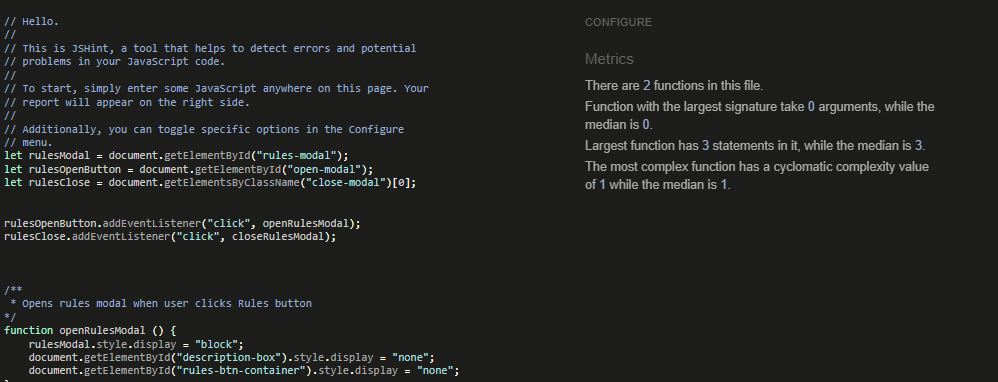 // Hello.
//
// This is JSHint, a tool that helps to detect errors and potential
// problems in your JavaScript code.
//
// To start, simply enter some JavaScript anywhere on this page. Your
// report will appear on the right side.
//
// Additionally, you can toggle specific options in the Configure
// menu.
let rulesModal = document.getElementById("rules-modal");
let rulesOpenButton = document.getElementById("open-modal");
let rulesClose = document.getElementsByClassName("close-modal")[0];
rulesOpenButton.addEventListener("click", openRulesModal);
rulesClose.addEventListener("click", closeRulesModal);
/**
 * Opens rules modal when user clicks Rules button
*/
function openRulesModal () {
    rulesModal.style.display = "block";
    document.getElementById("description-box").style.display = "none";
    document.getElementById("rules-btn-container").style.display = "none";
CONFIGURE
Metrics
There are 2 functions in this file.
Function with the largest signature take 0 arguments, while the
median is 0.
Largest function has 3 statements in it, while the median is 3.
The most complex function has a cyclomatic complexity value
of 1 while the median is 1.